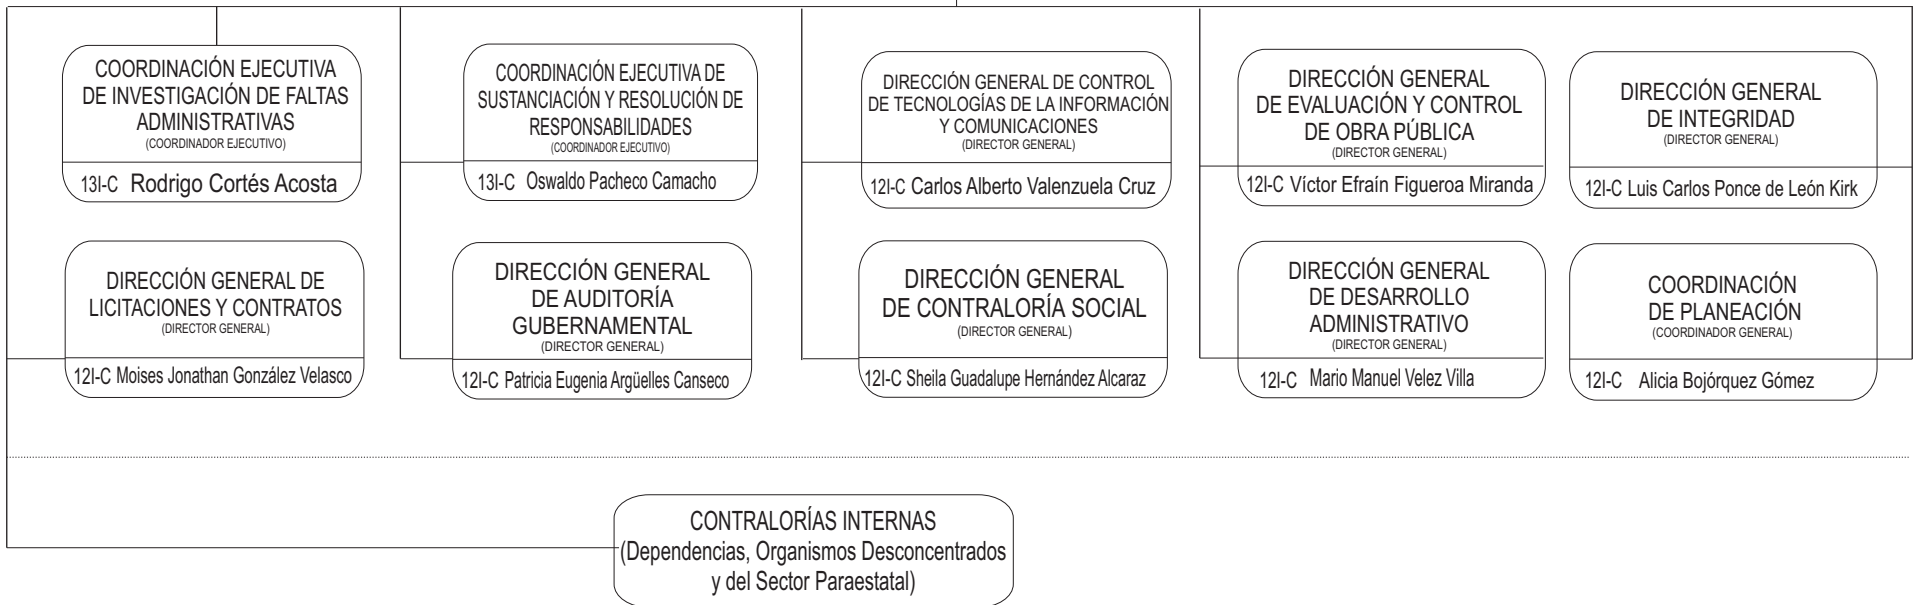 COORDINACIÓN EJECUTIVA
DE INVESTIGACIÓN DE FALTAS
ADMINISTRATIVAS
(COORDINADOR EJECUTIVO)
13I-C Rodrigo Cortés Acosta
COORDINACIÓN EJECUTIVA DE
SUSTANCIACIÓN Y RESOLUCIÓN DE
RESPONSABILIDADES
(COORDINADOR EJECUTIVO)
13I-C Oswaldo Pacheco Camacho
DIRECCIÓN GENERAL DE CONTROL
DE TECNOLOGÍAS DE LA INFORMACIÓN
Y COMUNICACIONES
(DIRECTOR GENERAL)
12I-C Carlos Alberto Valenzuela Cruz
DIRECCIÓN GENERAL
DE EVALUACIÓN Y CONTROL
DE OBRA PÚBLICA
(DIRECTOR GENERAL)
12I-C Víctor Efraín Figueroa Miranda
DIRECCIÓN GENERAL
DE INTEGRIDAD
(DIRECTOR GENERAL)
12I-C Luis Carlos Ponce de León Kirk
DIRECCIÓN GENERAL DE
LICITACIONES Y CONTRATOS
(DIRECTOR GENERAL)
12I-C Moises Jonathan González Velasco
DIRECCIÓN GENERAL
DE AUDITORÍA
GUBERNAMENTAL
(DIRECTOR GENERAL)
12I-C Patricia Eugenia Argüelles Canseco
DIRECCIÓN GENERAL
DE CONTRALORÍA SOCIAL
(DIRECTOR GENERAL)
12I-C Sheila Guadalupe Hernández Alcaraz
DIRECCIÓN GENERAL
DE DESARROLLO
ADMINISTRATIVO
(DIRECTOR GENERAL)
12I-C Mario Manuel Velez Villa
COORDINACIÓN
DE PLANEACIÓN
(COORDINADOR GENERAL)
12I-C Alicia Bojórquez Gómez
CONTRALORÍAS INTERNAS
(Dependencias, Organismos Desconcentrados
y del Sector Paraestatal)